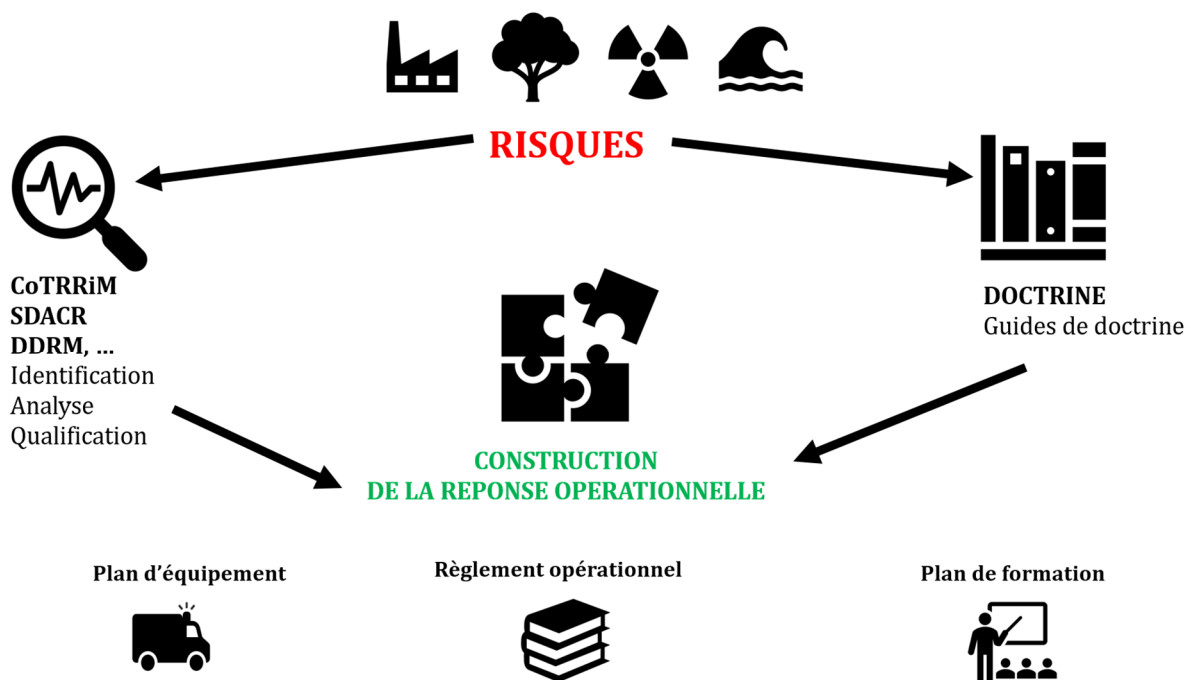 RISQUES
CoTRRiM
SDACR
DDRM, ...
Identification
Analyse
Qualification
DOCTRINE
Guides de doctrine
CONSTRUCTION
DE LA REPONSE OPERATIONNELLE
Plan d’équipement
Règlement opérationnel
Plan de formation